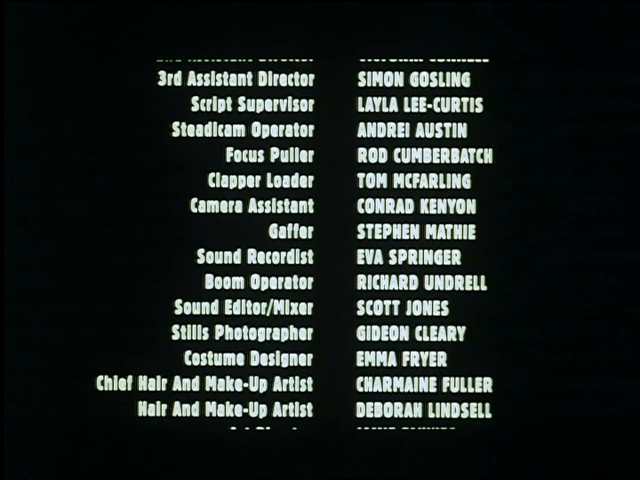 3rd Assistant Director SIMON GOSLING
Script Supervisor LAYLA LEE-CURTIS
Steadicam Operator ANDREI AUSTIN
Focus Puller ROD CUMBERBATCH
Clapper Loader TOM MCFARLING
Camera Assistant CONRAD KENYON
Gaffer STEPHEN MATHIE
Sound Recordist EVA SPRINGER
Boom Operator RICHARD UNDRELL
Sound Editor/Mixer SCOTT JONES
Stills Photographer GIDEON CLEARY
Costume Designer EMMA FRYER
Chief Hair And Make-Up Artist CHARMAINE FULLER
Hair And Make-Up Artist DEBORAH LINDSELL